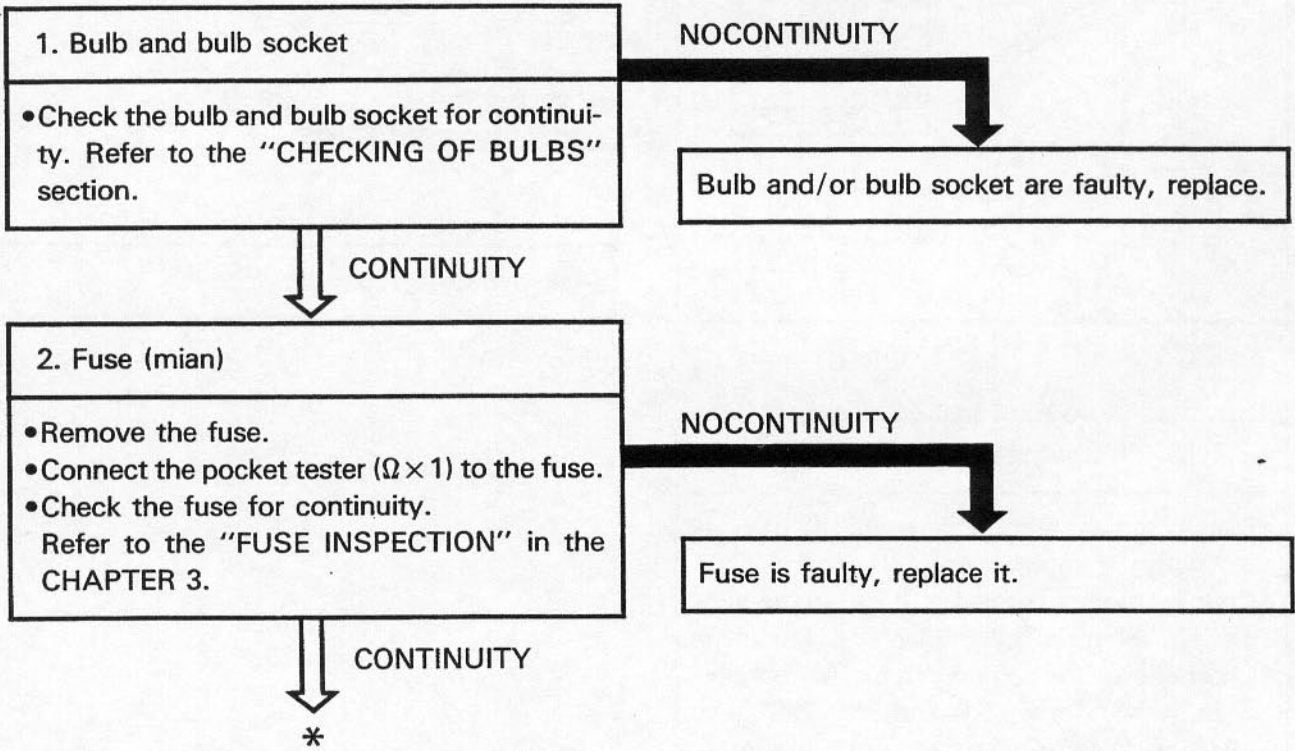 1. Bulb and bulb socket
NOCONTINUITY
•Check the bulb and bulb socket for continui-
ty. Refer to the "CHECKING OF BULBS"
section.
Bulb and/or bulb socket are faulty, replace.
CONTINUITY
2. Fuse (mian)
•Remove the fuse.
•Connect the pocket tester (Ω×1) to the fuse.
•Check the fuse for continuity.
Refer to the "FUSE INSPECTION" in the
CHAPTER 3.
NOCONTINUITY
Fuse is faulty, replace it.
CONTINUITY
*